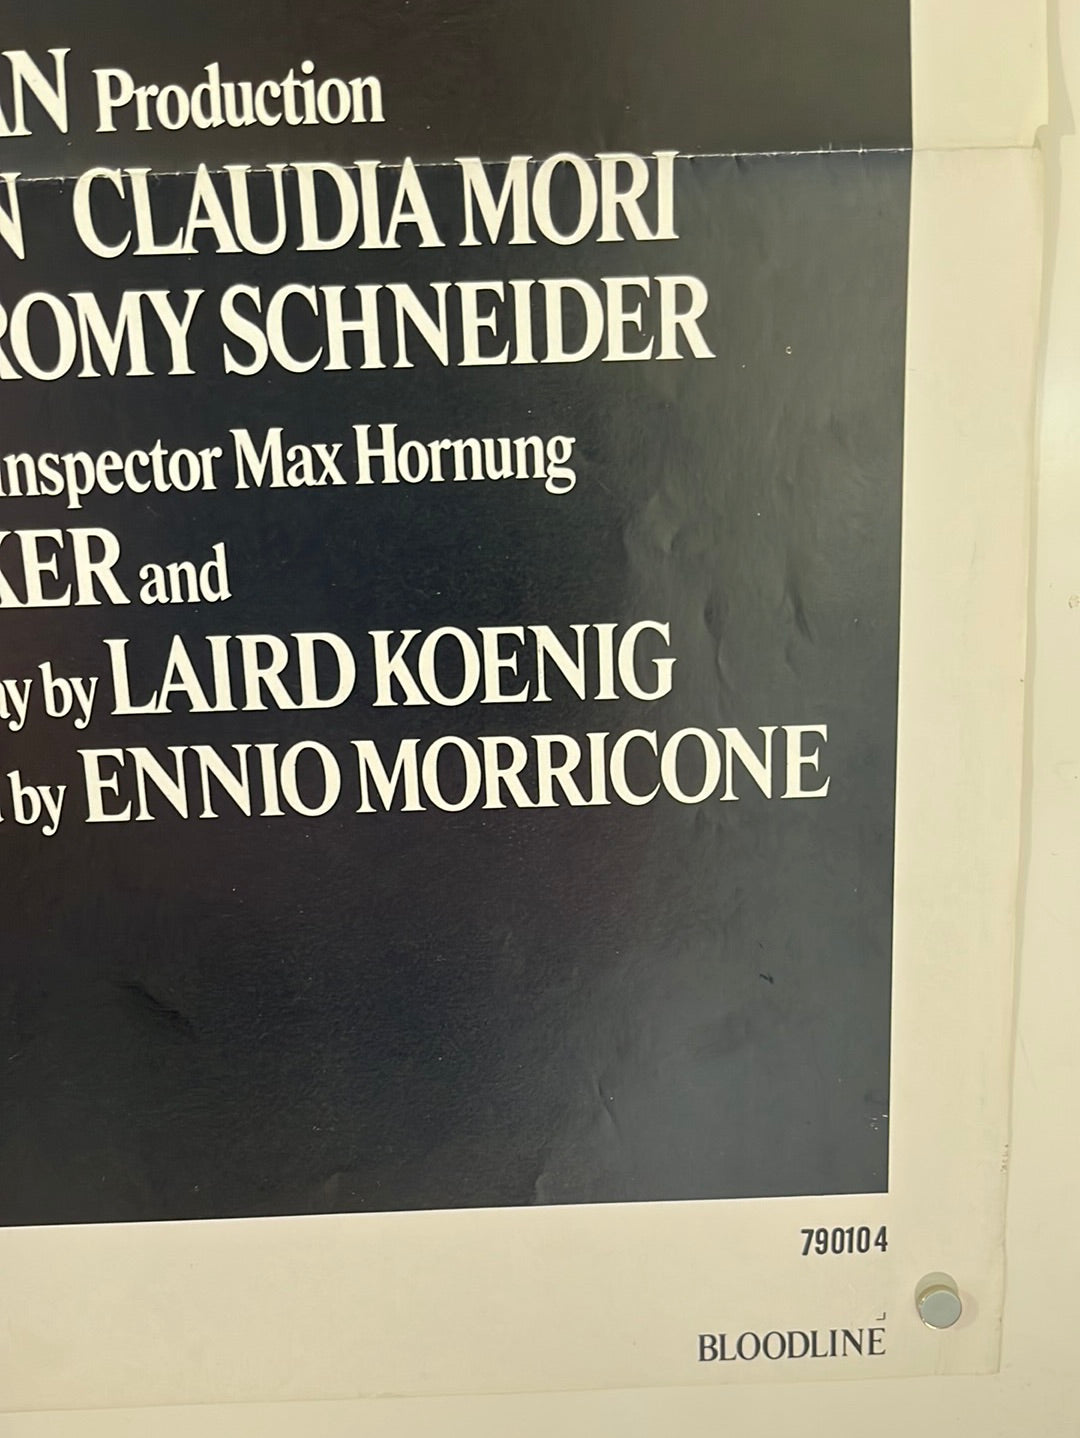 AN Production
N CLAUDIA MORI
ROMY SCHNEIDER
Inspector Max Hornung
KER and
ay by LAIRD KOENIG
by ENNIO MORRICONE
790104
BLOODLINE